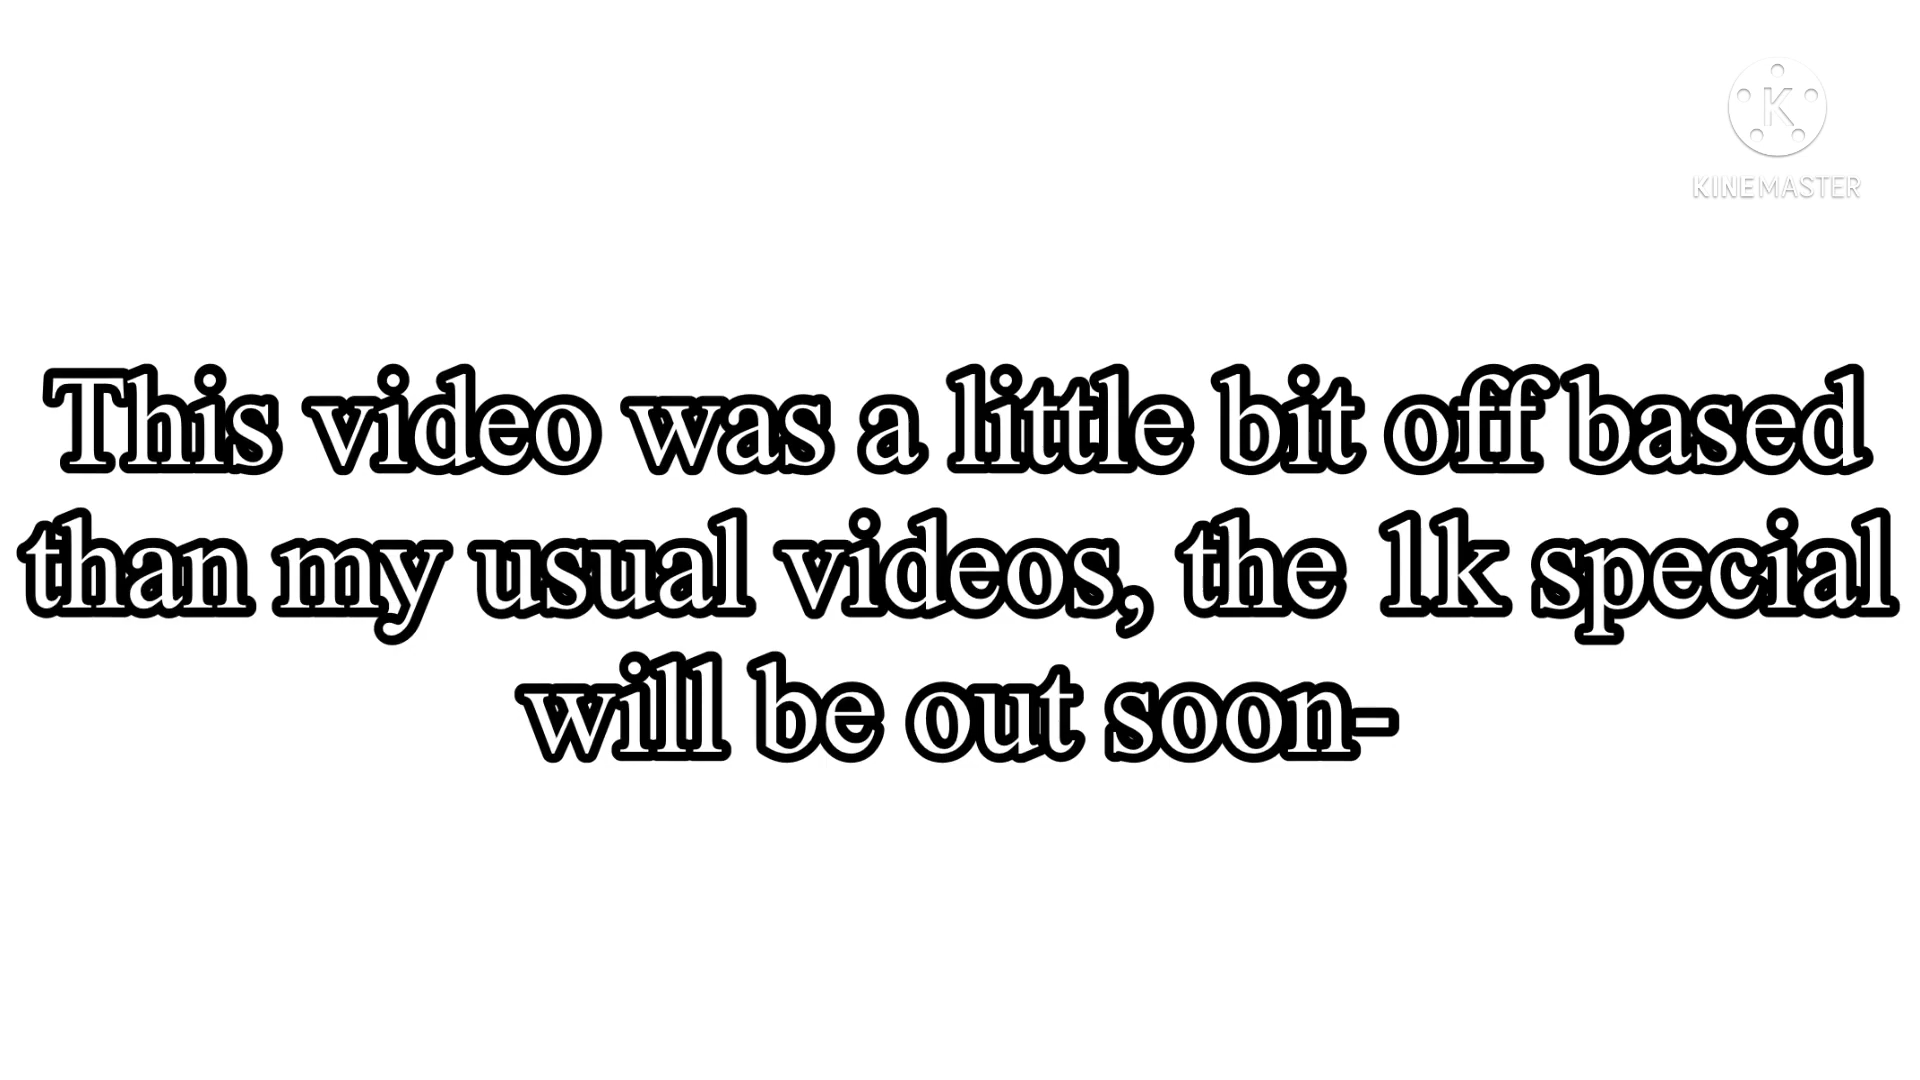 K
KINEMASTER
This video was a little bit off based
than my usual videos, the 1k special
will be out soon-